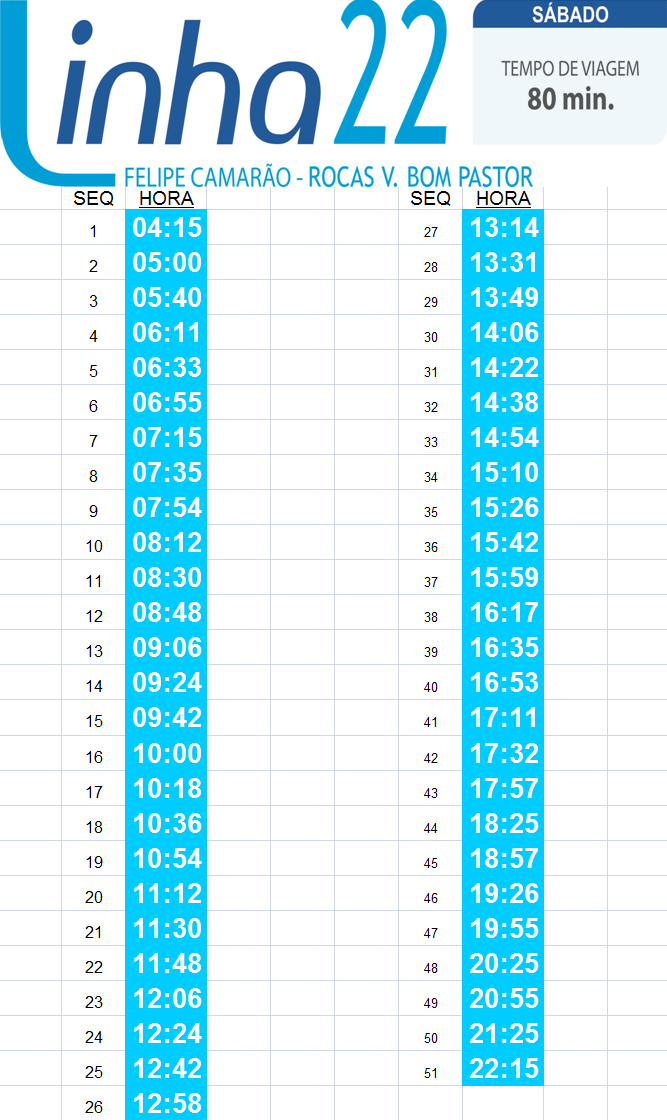 Linha 22
SÁBADO
TEMPO DE VIAGEM
80 min.
FELIPE CAMARÃO - ROCAS V. BOM PASTOR
SEQ HORA SEQ HORA
1 04:15 27 13:14
2 05:00 28 13:31
3 05:40 29 13:49
4 06:11 30 14:06
5 06:33 31 14:22
6 06:55 32 14:38
7 07:15 33 14:54
8 07:35 34 15:10
9 07:54 35 15:26
10 08:12 36 15:42
11 08:30 37 15:59
12 08:48 38 16:17
13 09:06 39 16:35
14 09:24 40 16:53
15 09:42 41 17:11
16 10:00 42 17:32
17 10:18 43 17:57
18 10:36 44 18:25
19 10:54 45 18:57
20 11:12 46 19:26
21 11:30 47 19:55
22 11:48 48 20:25
23 12:06 49 20:55
24 12:24 50 21:25
25 12:42 51 22:15
26 12:58